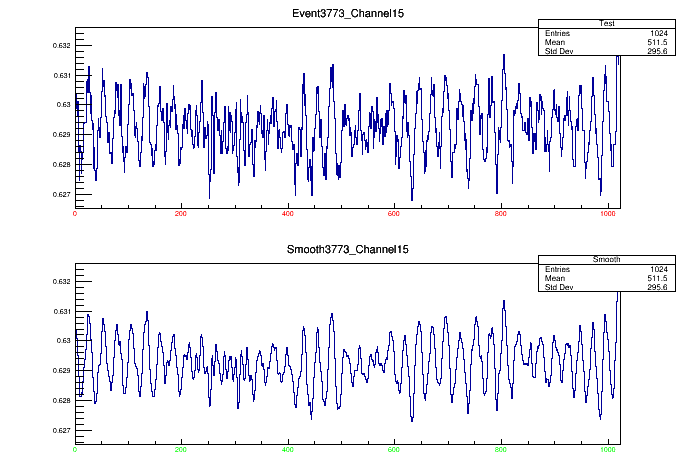 Event3773_Channel15
Test
Entries 1024
Mean 511.5
Std Dev 295.6
0.632
0.631
0.63
0.629
0.628
0.627
0 200 400 600 800 1000
Smooth3773_Channel15
Smooth
Entries 1024
Mean 511.5
Std Dev 295.6
0.632
0.631
0.63
0.629
0.628
0.627
0 200 400 600 800 1000